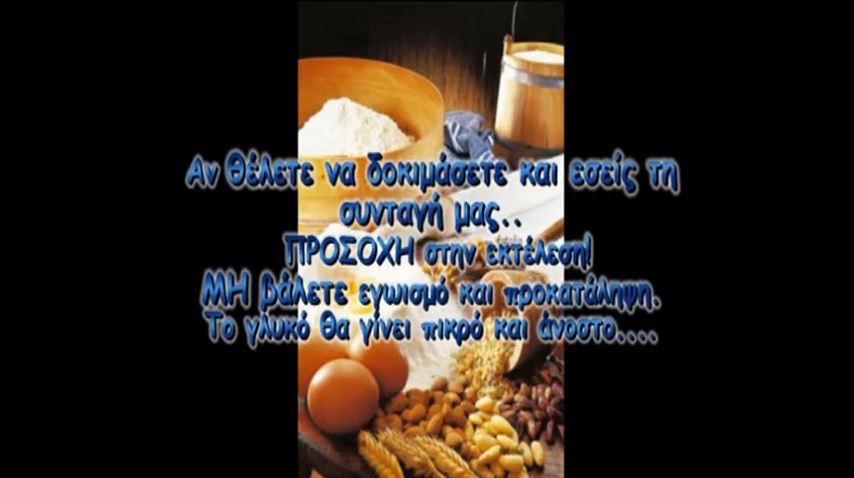 Αν θέλετε να δοκιμάσετε και εσείς τη
συνταγή μας..
ΠΡΟΣΟΧΗ στην εκτέλεση!
ΜΗ βάλετε εγωισμό και προκατάληψη.
Το γλυκό θα γίνει πικρό και άνοστο....